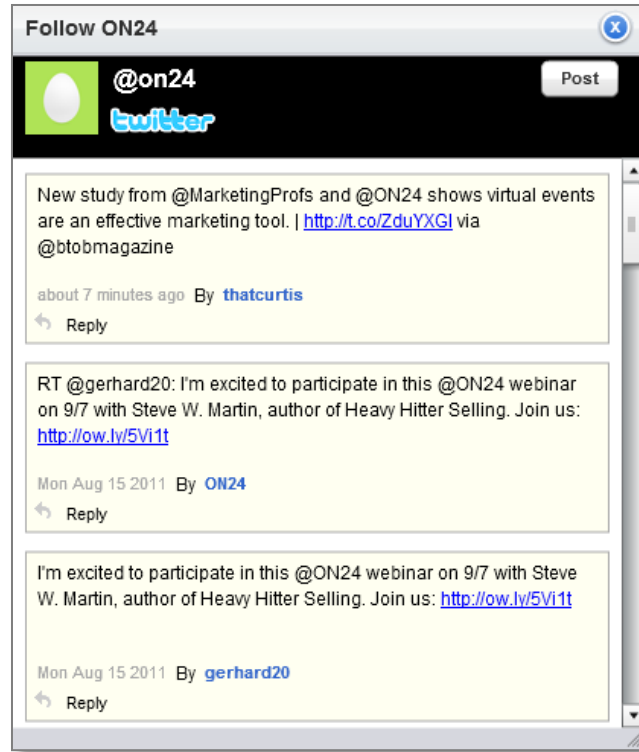 Follow ON24
@on24
Post
twitter
New study from @MarketingProfs and @ON24 shows virtual events
are an effective marketing tool. | http://t.co/ZduYXGI via
@btobmagazine
about 7 minutes ago By thatcurtis
Reply
RT @gerhard20: I'm excited to participate in this @ON24 webinar
on 9/7 with Steve W. Martin, author of Heavy Hitter Selling. Join us:
http://ow.ly/5Vi1t
Mon Aug 15 2011 By ON24
Reply
I'm excited to participate in this @ON24 webinar on 9/7 with Steve
W. Martin, author of Heavy Hitter Selling. Join us: http://ow.ly/5Vi1t
Mon Aug 15 2011 By gerhard20
Reply